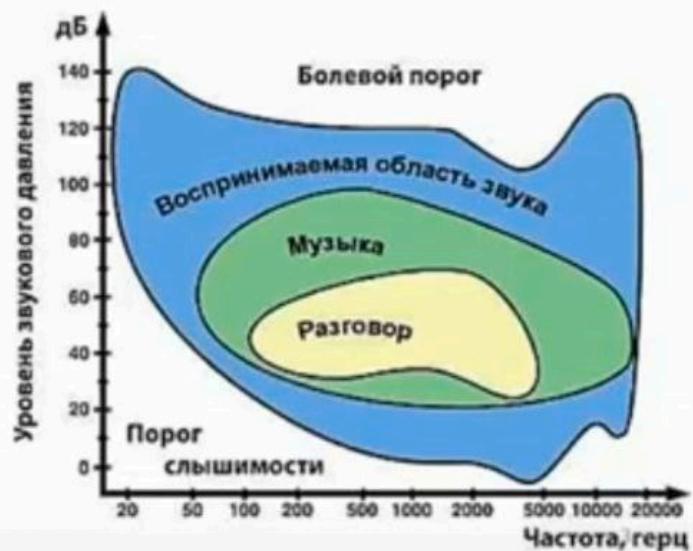 дБ
Уровень звукового давления
140
120
100
80
60
40
20
0
Болевой порог
Воспринимаемая область звука
Музыка
Разговор
Порог
слышимости
20 50 100 200 500 1000 2000 5000 10000 20000
Частота, герц